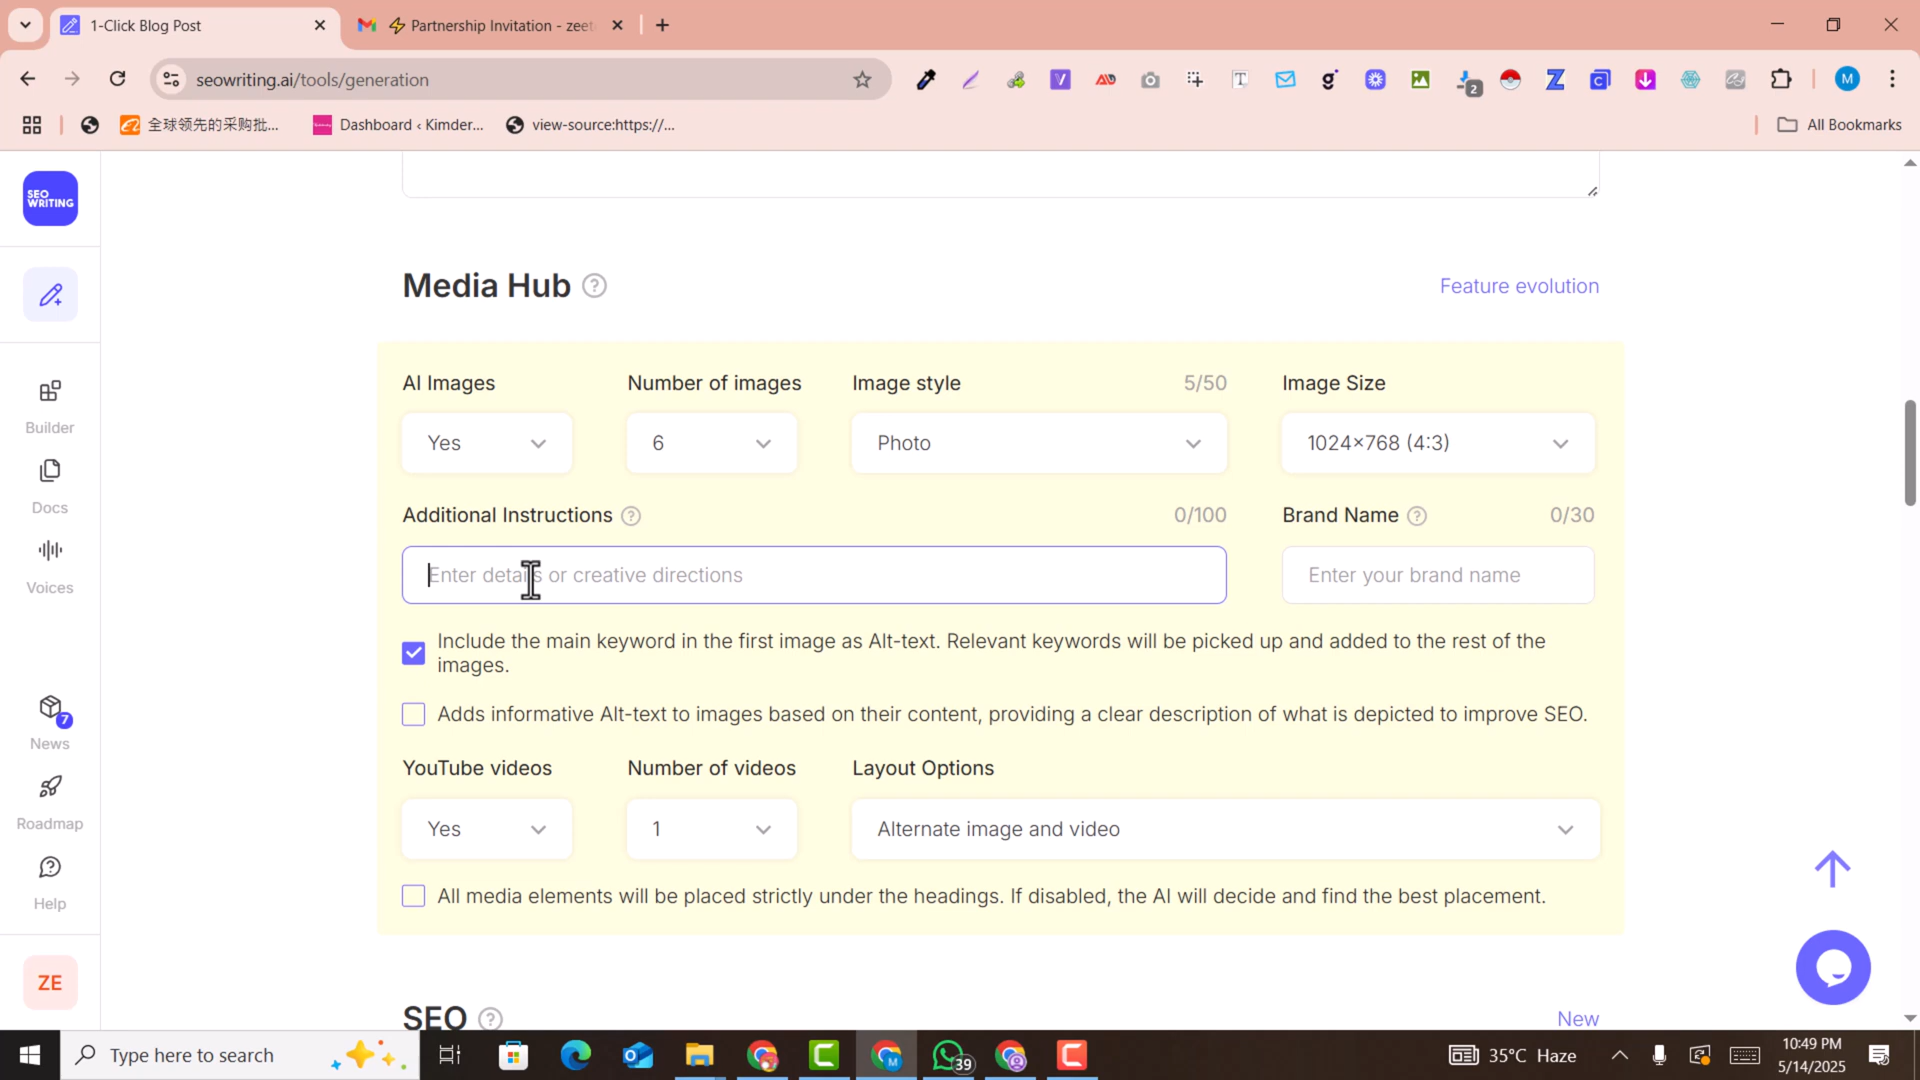 1-Click Blog Post
⚡ Partnership Invitation - zeet
seowriting.ai/tools/generation
2
M
全球领先的采购批...
Dashboard ‹ Kimder...
view-source:https://...
All Bookmarks
SEO
WRITING
Builder
Docs
Voices
7
News
Roadmap
Help
ZE
Media Hub
Feature evolution
AI Images
Number of images
Image style
5/50
Image Size
Yes
6
Photo
1024×768 (4:3)
Additional Instructions
0/100
Brand Name
0/30
Enter details or creative directions
Enter your brand name
Include the main keyword in the first image as Alt-text. Relevant keywords will be picked up and added to the rest of the
images.
Adds informative Alt-text to images based on their content, providing a clear description of what is depicted to improve SEO.
YouTube videos
Number of videos
Layout Options
Yes
1
Alternate image and video
All media elements will be placed strictly under the headings. If disabled, the AI will decide and find the best placement.
SEO
New
Type here to search
39
35°C Haze
10:49 PM
5/14/2025